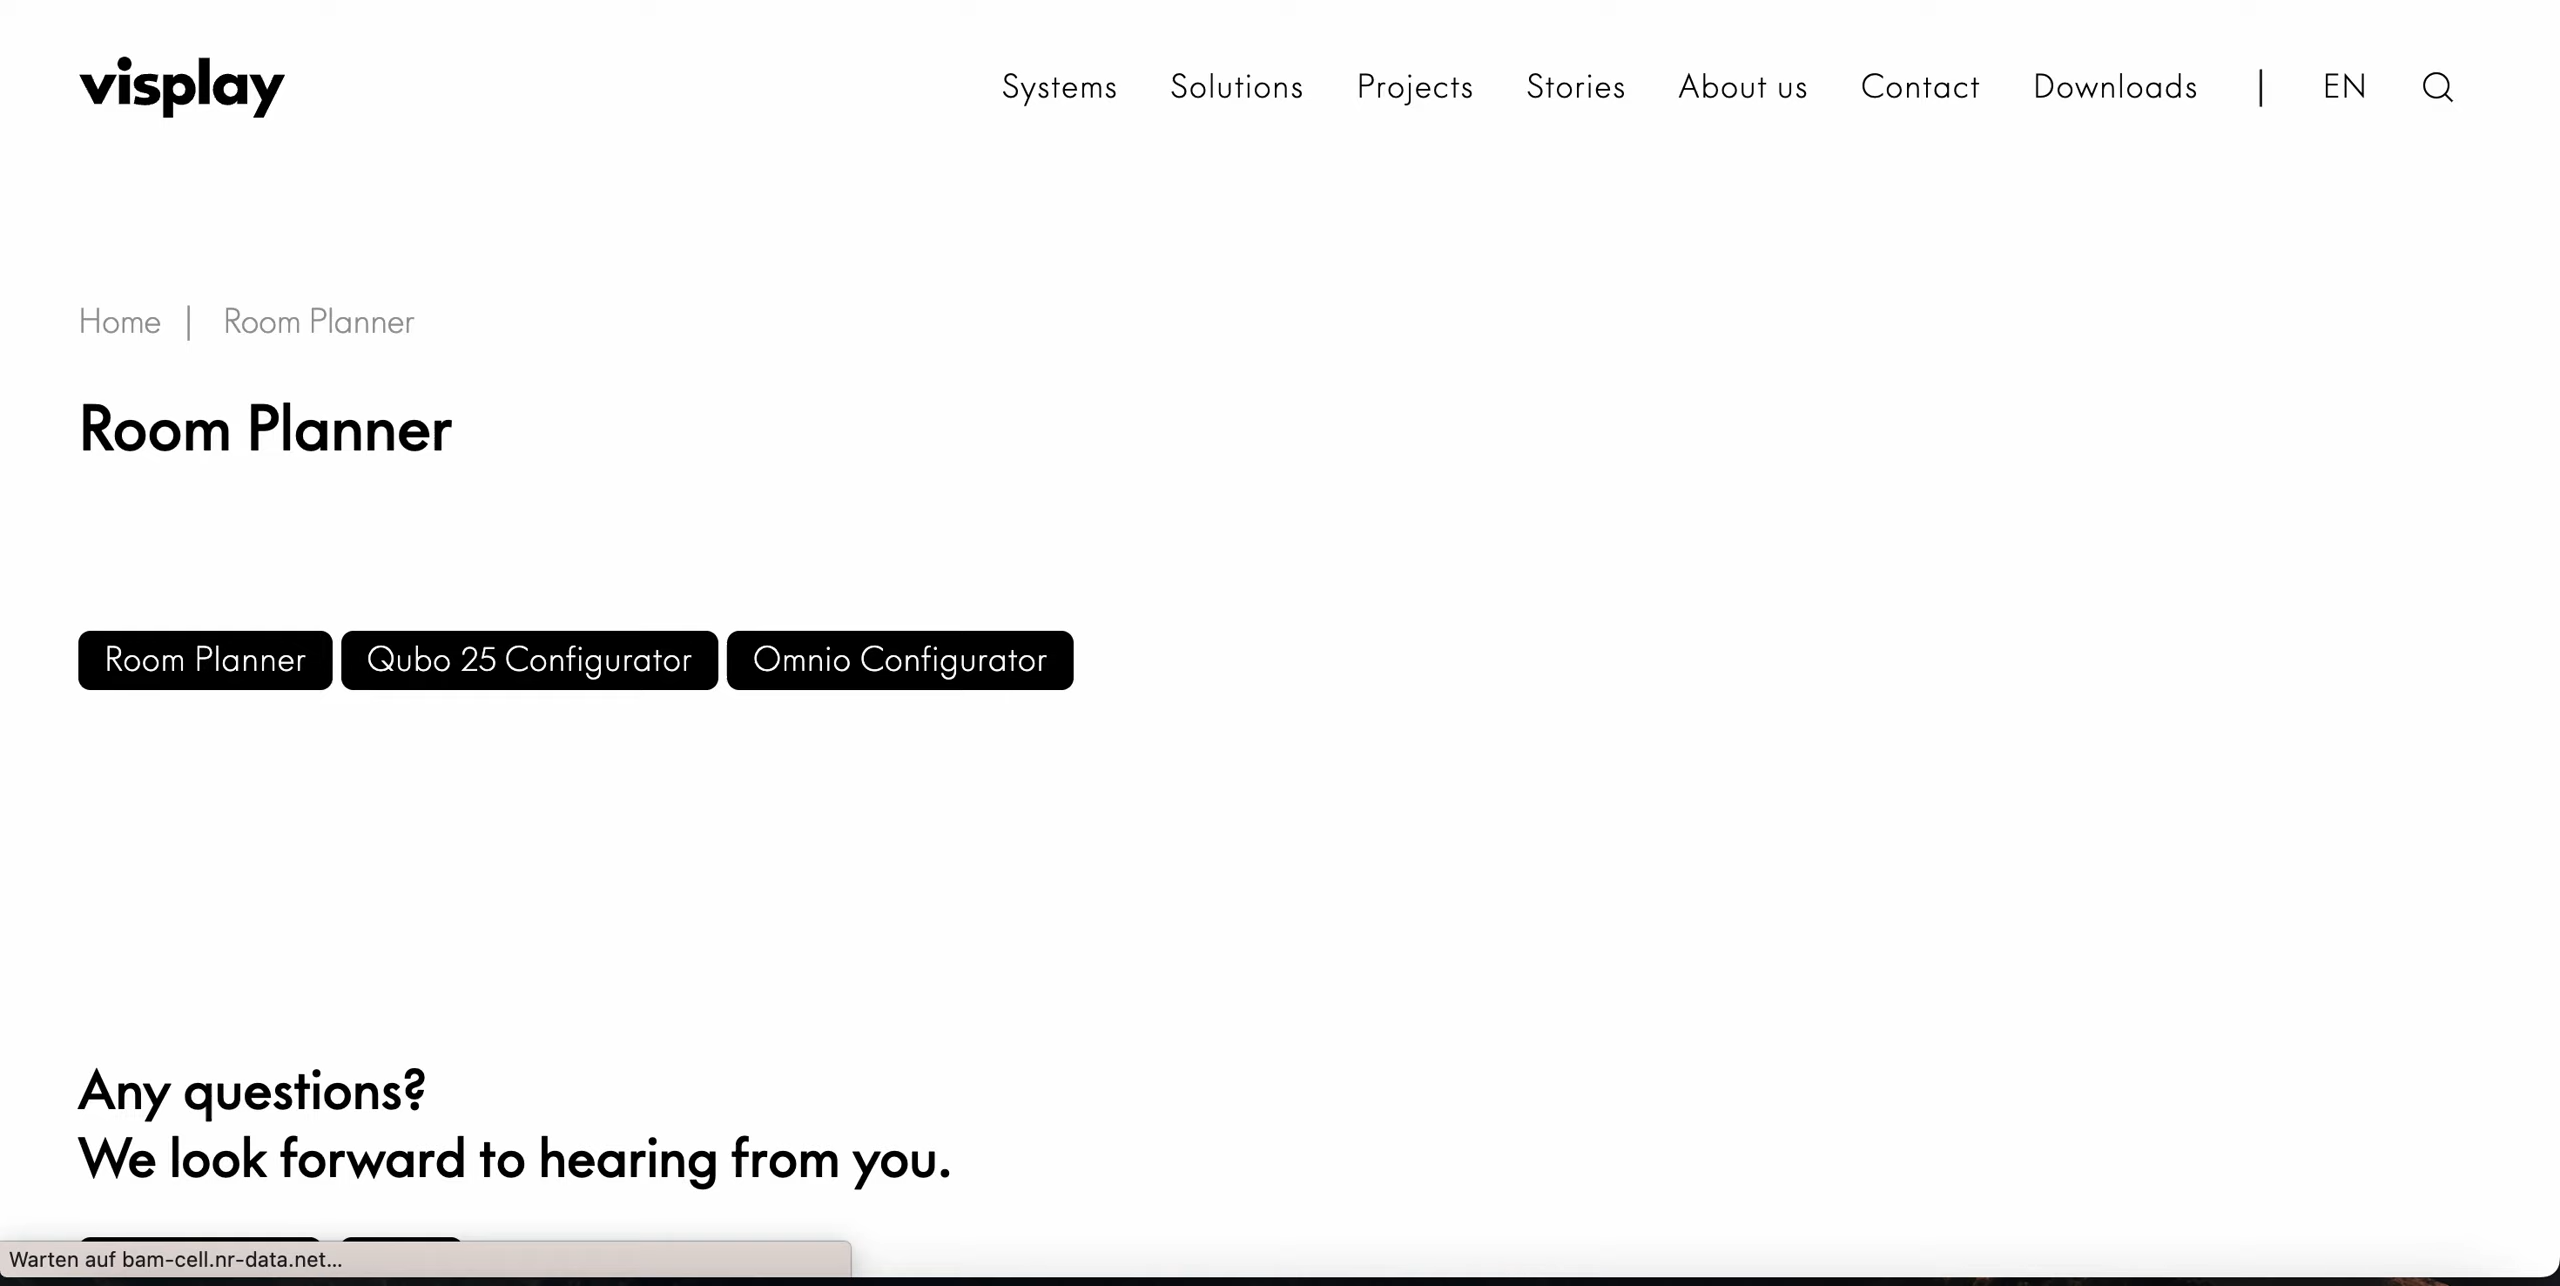 visplay
Systems Solutions Projects Stories About us Contact Downloads | EN
Home | Room Planner
Room Planner
Room Planner Qubo 25 Configurator Omnio Configurator
Any questions?
We look forward to hearing from you.
Warten auf bam-cell.nr-data.net...